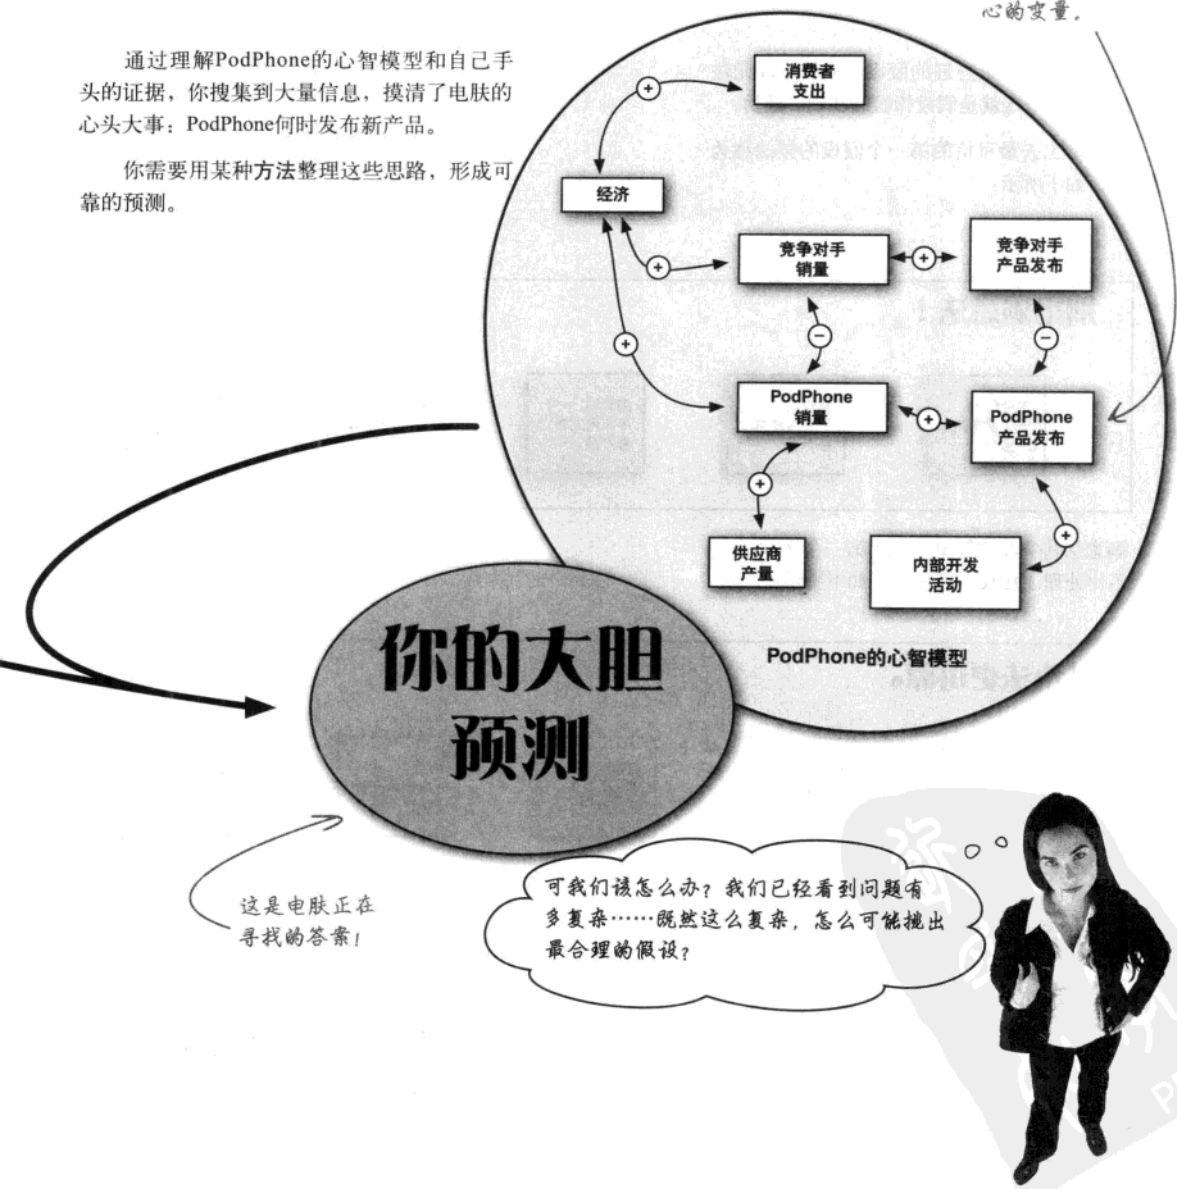 心的变量。
通过理解PodPhone的心智模型和自己手
头的证据，你搜集到大量信息，摸清了电肤的
心头大事：PodPhone何时发布新产品。
你需要用某种方法整理这些思路，形成可
靠的预测。
消费者
支出
经济
竞争对手
销量
竞争对手
产品发布
PodPhone
销量
PodPhone
产品发布
供应商
产量
内部开发
活动
PodPhone的心智模型
你的大胆
预测
这是电肤正在
寻找的答案！
可我们该怎么办？我们已经看到问题有
多复杂……既然这么复杂，怎么可能挑出
最合理的假设？